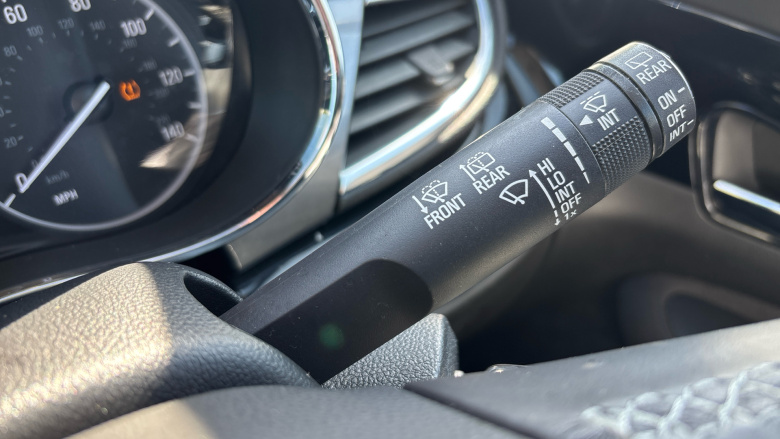 60
80
100
120
140
20
0
km/h
MPH
FRONT
REAR
HI
LO
INT
OFF
1x
INT
REAR
ON
OFF
INT